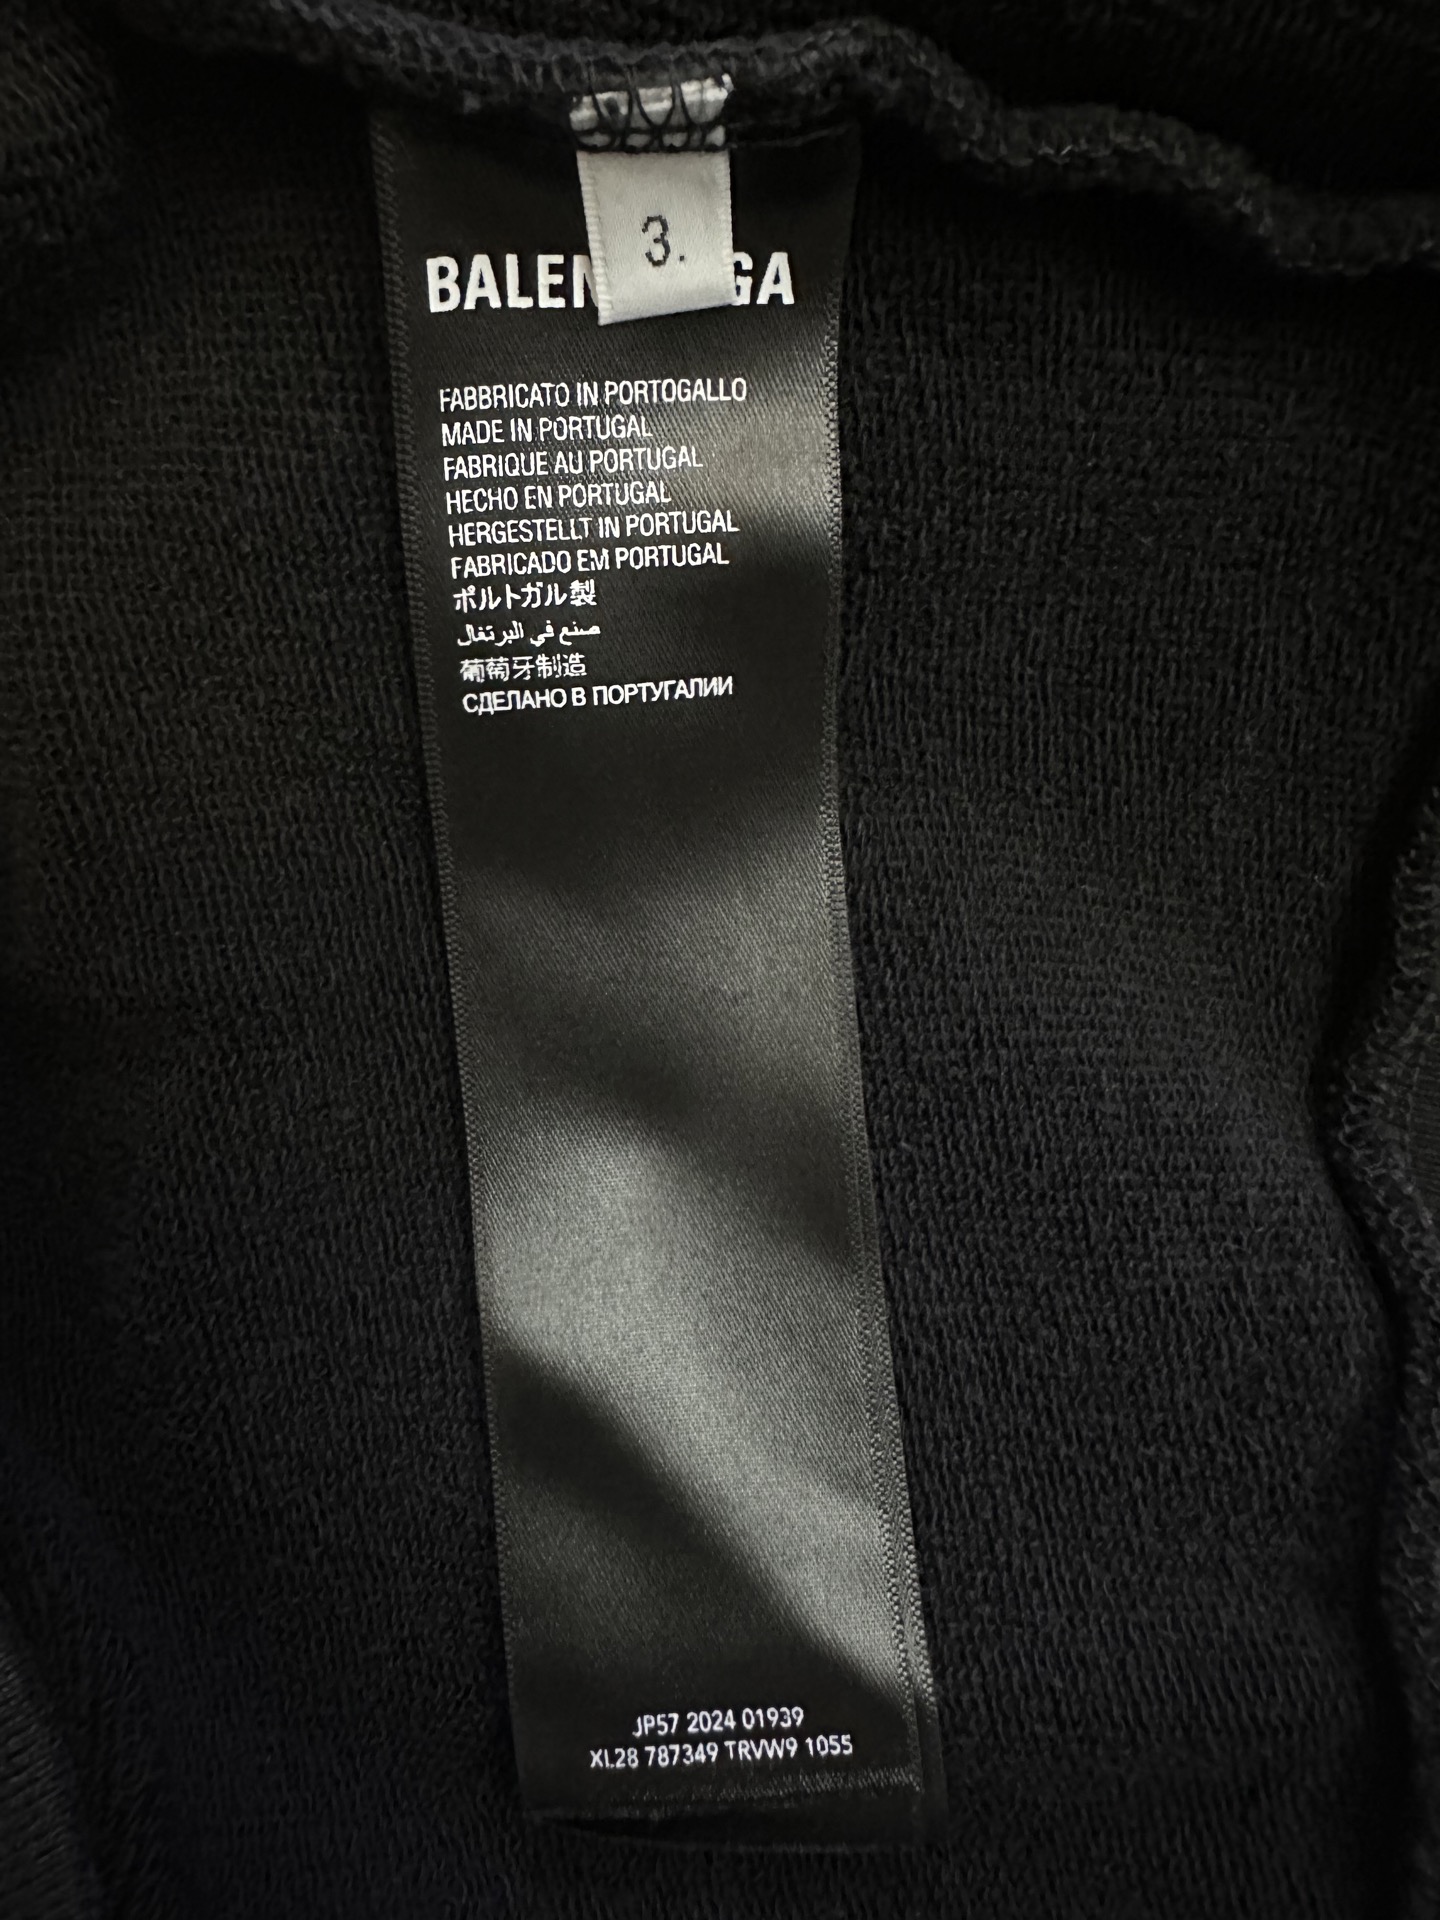 3.
BALEN GA
FABBRICATO IN PORTOGALLO
MADE IN PORTUGAL
FABRIQUE AU PORTUGAL
HECHO EN PORTUGAL
HERGESTELLT IN PORTUGAL
FABRICADO EM PORTUGAL
ポルトガル製
صنع في البرتغال
葡萄牙制造
СДЕЛАНО В ПОРТУГАЛИИ
JP57 2024 01939
XL28 787349 TRVW9 1055